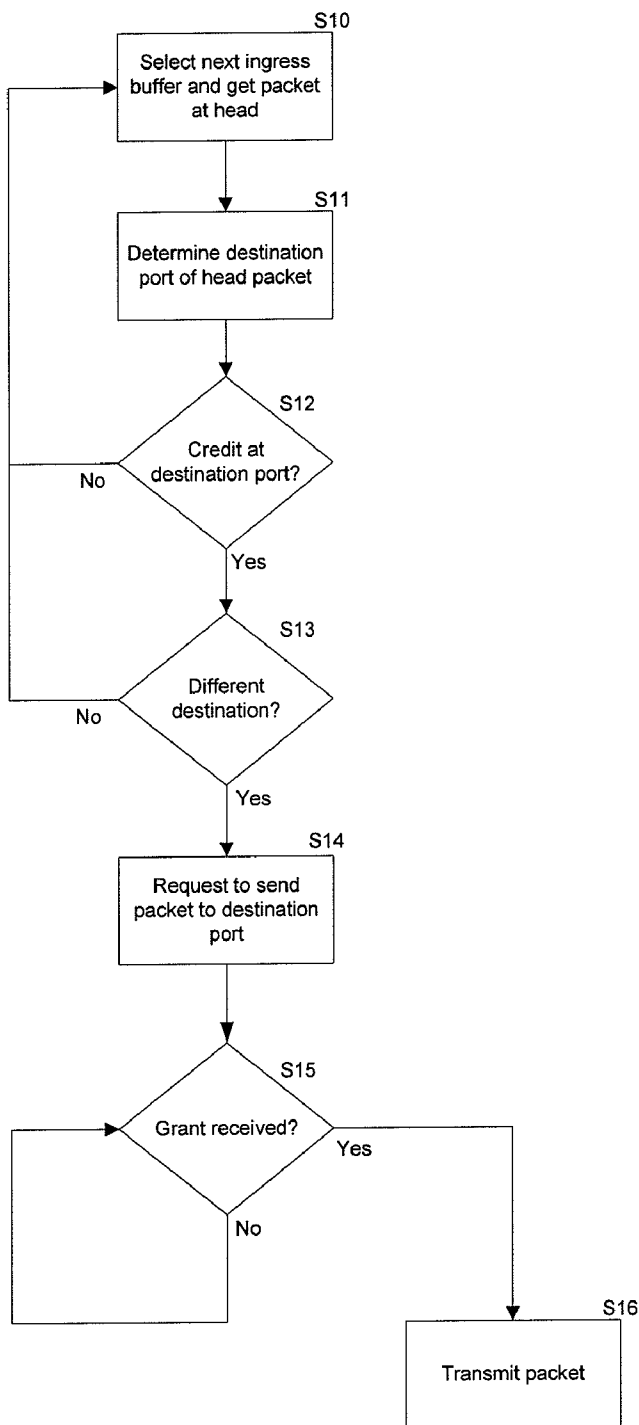 S10
Select next ingress
buffer and get packet
at head
S11
Determine destination
port of head packet
S12
Credit at
destination port?
No
Yes
S13
Different
destination?
No
Yes
S14
Request to send
packet to destination
port
S15
Grant received?
Yes
No
S16
Transmit packet